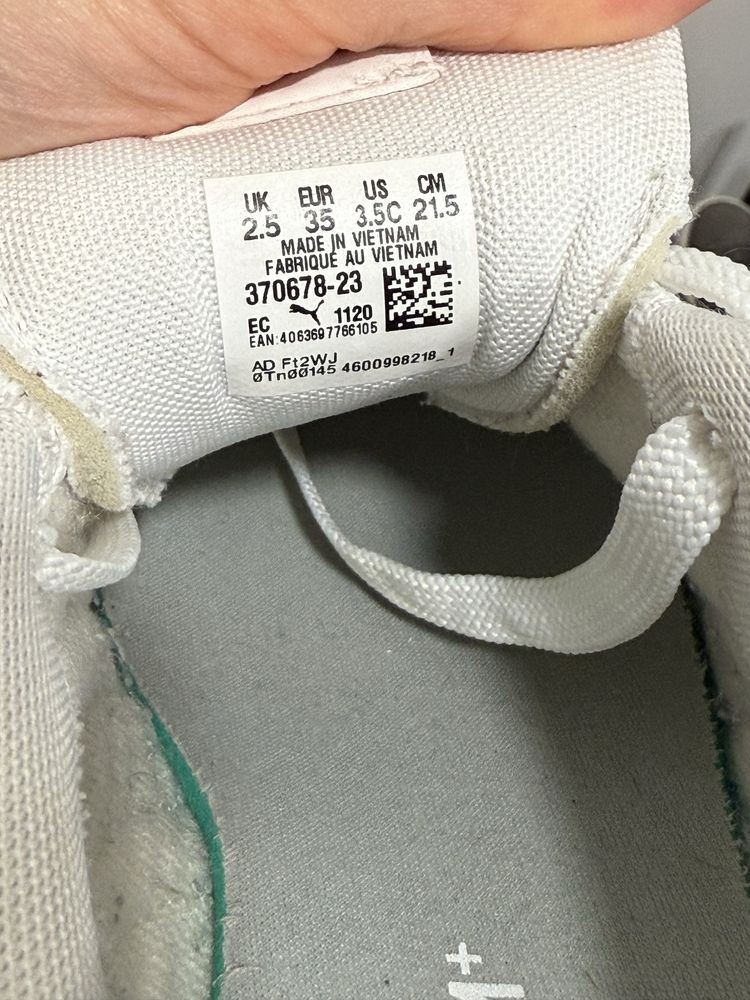 UK EUR US CM
2.5 35 3.5C 21.5
MADE IN VIETNAM
FABRIQUÉ AU VIETNAM
370678-23
EC 1120
EAN:4063697766105
AD Ft2WJ
0Tn00145 4600998218_1